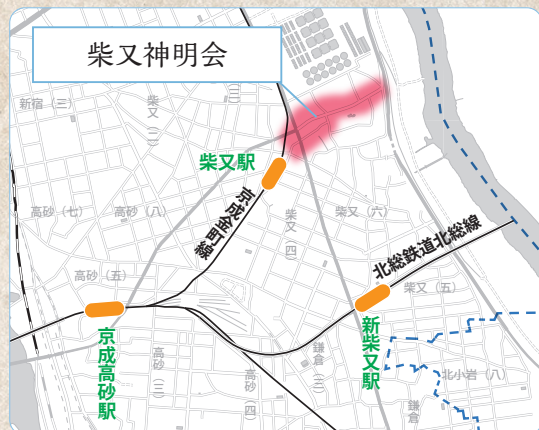 柴又神明会
新宿（三）
柴又（二）
柴又駅
京成金町線
高砂（七）
高砂（八）
柴又（四）
柴又（六）
北総鉄道北総線
高砂（五）
柴又（五）
京成高砂駅
新柴又駅
高砂（三）
高砂（四）
鎌倉（三）
北小岩（八）
鎌倉